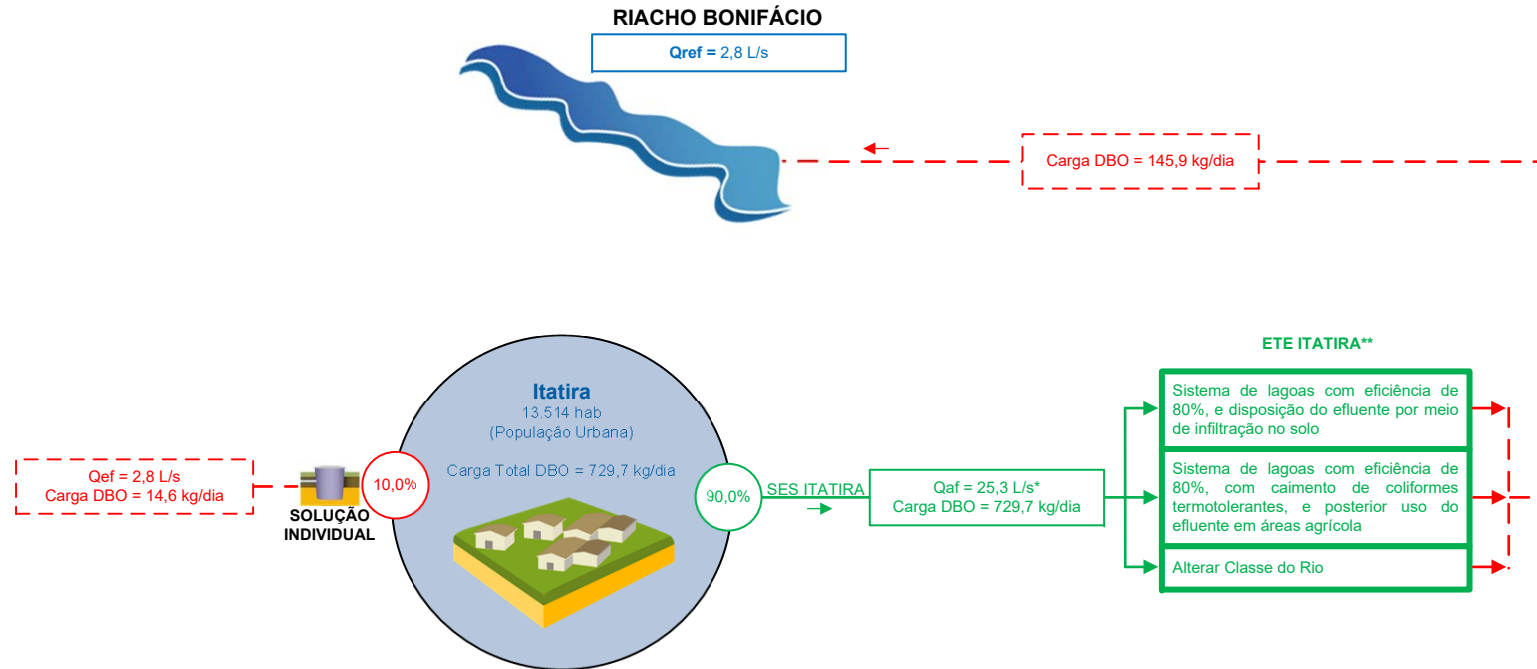 RIACHO BONIFÁCIO
Qref = 2,8 L/s
Carga DBO = 145,9 kg/dia
Itatira
13.514 hab
(População Urbana)
Carga Total DBO = 729,7 kg/dia
Qef = 2,8 L/s
Carga DBO = 14,6 kg/dia
SOLUÇÃO
INDIVIDUAL
10,0%
90,0%
SES ITATIRA
Qaf = 25,3 L/s*
Carga DBO = 729,7 kg/dia
ETE ITATIRA**
Sistema de lagoas com eficiência de
80%, e disposição do efluente por meio
de infiltração no solo
Sistema de lagoas com eficiência de
80%, com caimento de coliformes
termotolerantes, e posterior uso do
efluente em áreas agrícola
Alterar Classe do Rio